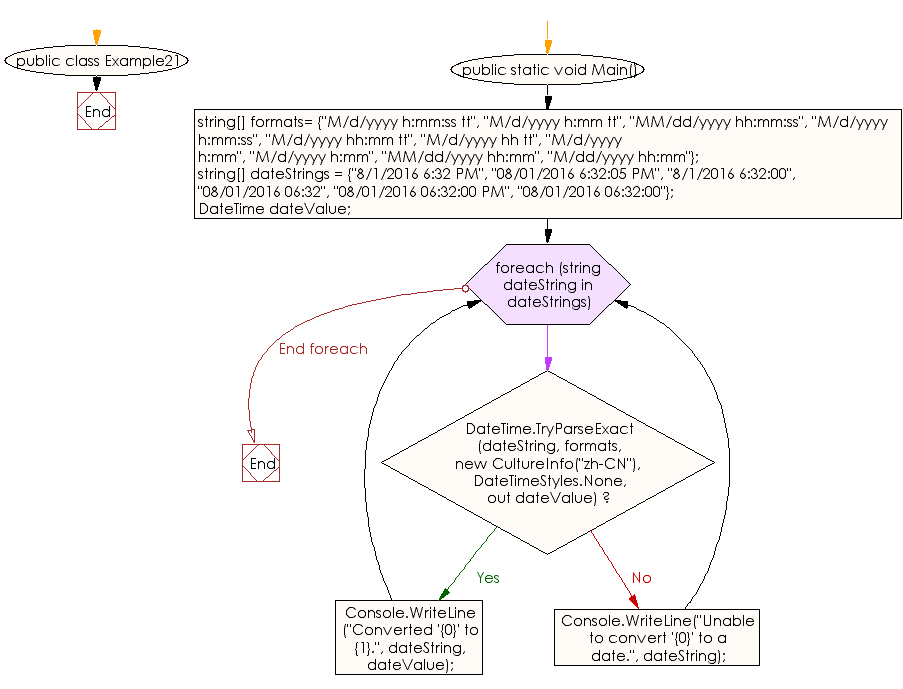 public class Example21
End
public static void Main()
string[] formats= {"M/d/yyyy h:mm:ss tt", "M/d/yyyy h:mm tt", "MM/dd/yyyy hh:mm:ss", "M/d/yyyy
h:mm:ss", "M/d/yyyy hh:mm tt", "M/d/yyyy hh tt", "M/d/yyyy
h:mm", "M/d/yyyy h:mm", "MM/dd/yyyy hh:mm", "M/dd/yyyy hh:mm"};
string[] dateStrings = {"8/1/2016 6:32 PM", "08/01/2016 6:32:05 PM", "8/1/2016 6:32:00",
"08/01/2016 06:32", "08/01/2016 06:32:00 PM", "08/01/2016 06:32:00"};
DateTime dateValue;
foreach (string
dateString in
dateStrings)
End foreach
End
DateTime.TryParseExact
(dateString, formats,
new CultureInfo("zh-CN"),
DateTimeStyles.None,
out dateValue) ?
Yes
No
Console.WriteLine
("Converted '{0}' to
{1}.", dateString,
dateValue);
Console.WriteLine("Unable
to convert '{0}' to a
date.", dateString);